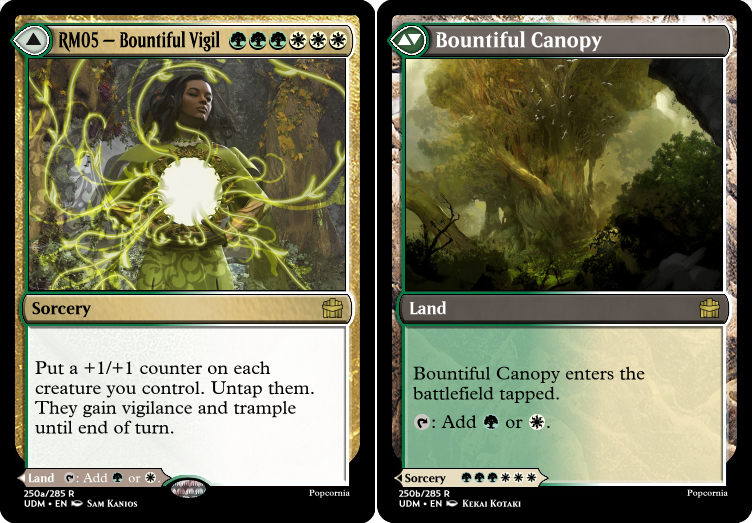 RM05 — Bountiful Vigil
Sorcery
Put a +1/+1 counter on each
creature you control. Untap them.
They gain vigilance and trample
until end of turn.
Land : Add or .
250a/285 R
UDM • EN Sam Kanios
Popcornia
Bountiful Canopy
Land
Bountiful Canopy enters the
battlefield tapped.
: Add or .
Sorcery
250b/285 R
UDM • EN Kekai Kotaki
Popcornia